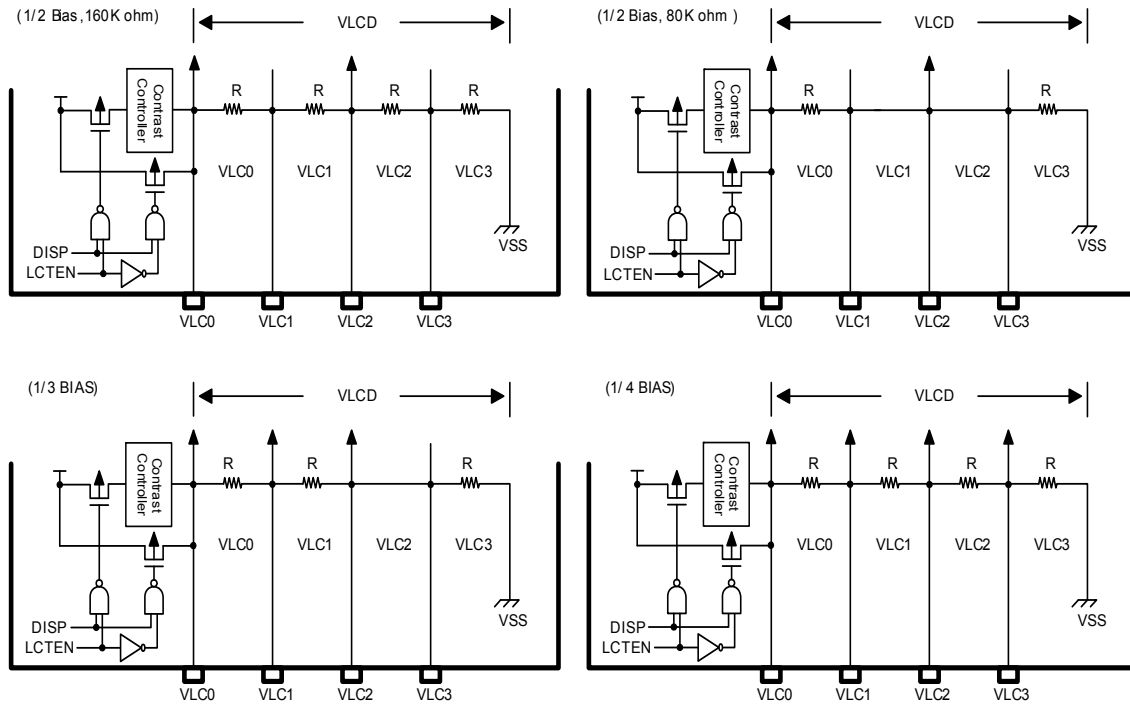 (1/2 Bias, 160K ohm)
VLCD
Contrast
Controller
R R R R
VLC0 VLC1 VLC2 VLC3
DISP
LCTEN
VSS
VLC0 VLC1 VLC2 VLC3
(1/2 Bias, 80K ohm )
VLCD
Contrast
Controller
R R
VLC0 VLC1 VLC2 VLC3
DISP
LCTEN
VSS
VLC0 VLC1 VLC2 VLC3
(1/3 BIAS)
VLCD
Contrast
Controller
R R R
VLC0 VLC1 VLC2 VLC3
DISP
LCTEN
VSS
VLC0 VLC1 VLC2 VLC3
(1/4 BIAS)
VLCD
Contrast
Controller
R R R R
VLC0 VLC1 VLC2 VLC3
DISP
LCTEN
VSS
VLC0 VLC1 VLC2 VLC3